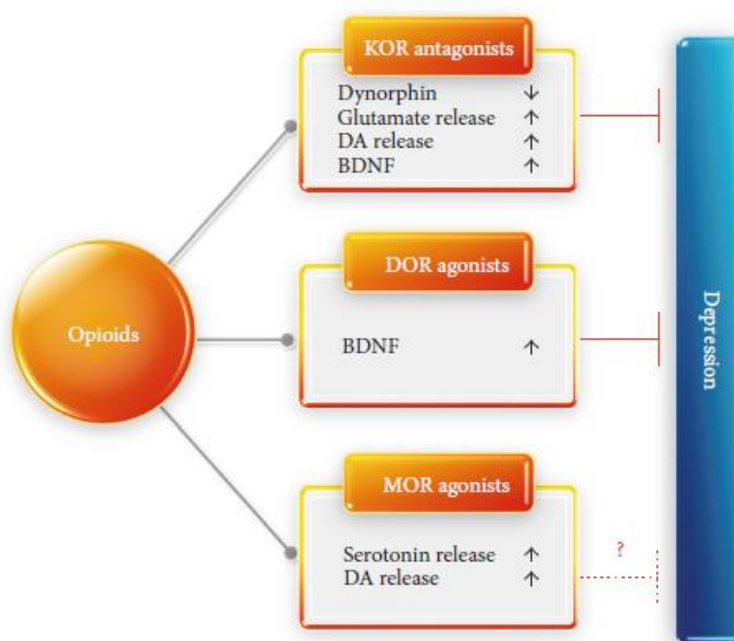 KOR antagonists
Dynorphin ↓
Glutamate release ↑
DA release ↑
BDNF ↑
Opioids
DOR agonists
BDNF ↑
MOR agonists
Serotonin release ↑
DA release ↑
?
Depression